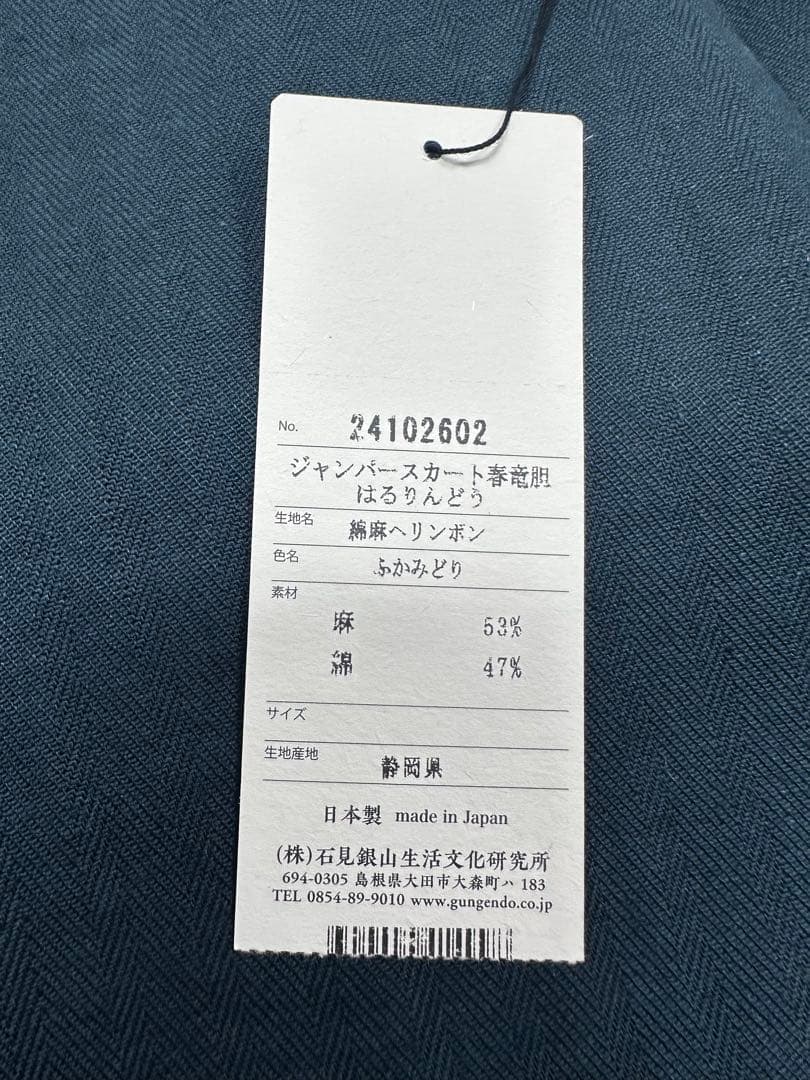 No. 24102602
ジャンパースカート春竜胆
はるりんどう
生地名 綿麻ヘリンボン
色名 ふかみどり
素材
麻 53%
綿 47%
サイズ
生地産地 静岡県
日本製 made in Japan
(株)石見銀山生活文化研究所
694-0305 島根県大田市大森町ハ 183
TEL 0854-89-9010 www.gungendo.co.jp